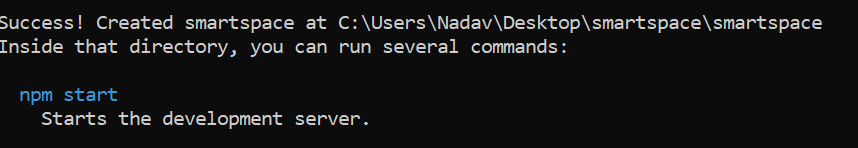 Success! Created smartspace at C:\Users\Nadav\Desktop\smartspace\smartspace
Inside that directory, you can run several commands:
npm start
Starts the development server.